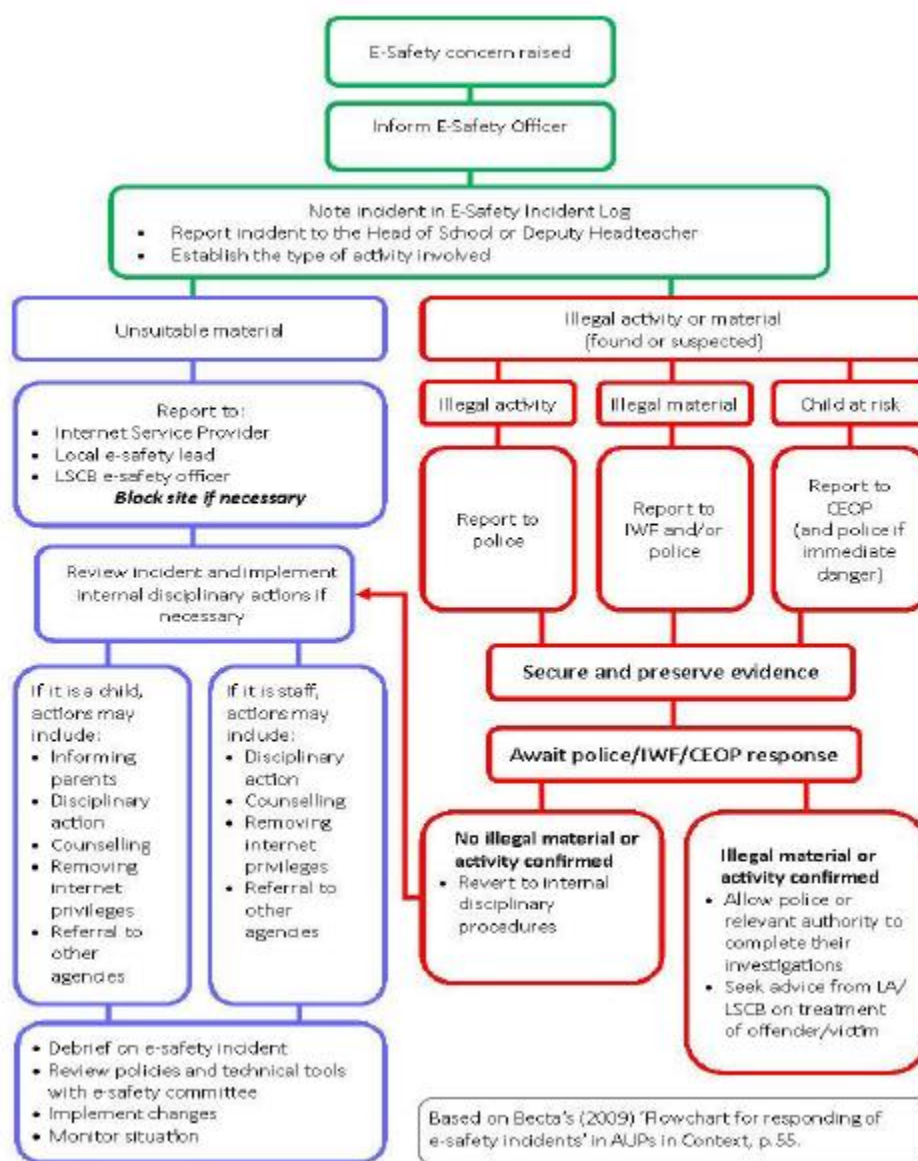 E-Safety concern raised
Inform E-Safety Officer
Note incident in E-Safety Incident Log
• Report incident to the Head of School or Deputy Headteacher
• Establish the type of activity involved
Unsuitable material
Illegal activity or material
(found or suspected)
Report to:
• Internet Service Provider
• Local e-safety lead
• LSCB e-safety officer
Block site if necessary
Illegal activity
Illegal material
Child at risk
Report to
police
Report to
IWF and/or
police
Report to
CEOP
(and police if
immediate
danger)
Review incident and implement
internal disciplinary actions if
necessary
Secure and preserve evidence
Await police/IWF/CEOP response
If it is a child,
actions may
include:
• Informing
parents
• Disciplinary
action
• Counselling
• Removing
internet
privileges
• Referral to
other
agencies
If it is staff,
actions may
include:
• Disciplinary
action
• Counselling
• Removing
internet
privileges
• Referral to
other
agencies
No illegal material or
activity confirmed
• Revert to internal
disciplinary
procedures
Illegal material or
activity confirmed
• Allow police or
relevant authority to
complete their
investigations
• Seek advice from LA/
LSCB on treatment
of offender/victim
• Debrief on e-safety incident
• Review policies and technical tools
with e-safety committee
• Implement changes
• Monitor situation
Based on Becta's (2009) 'Flowchart for responding of
e-safety incidents' in AUPs in Context, p.55.